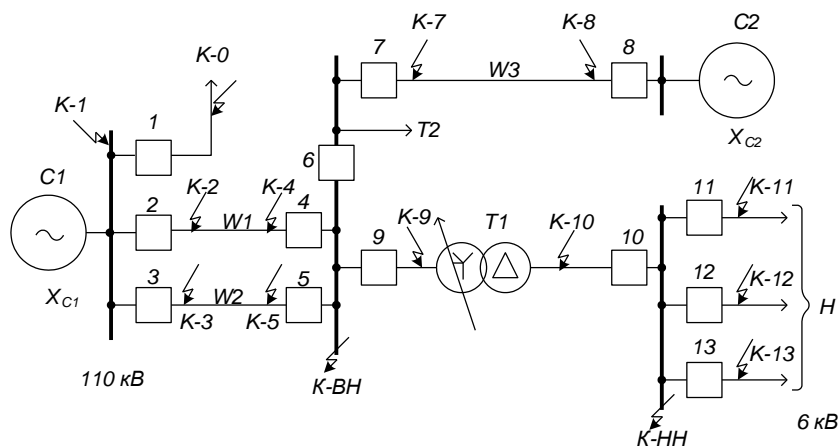 K-7
K-8
C2
7
8
W3
K-0
K-1
1
T2
X_C2
6
C1
K-2
K-4
4
11
K-11
2
W1
K-9
T1
K-10
9
10
12
K-12
H
3
5
X_C1
K-3
W2
K-5
13
K-13
110 кВ
К-ВН
К-НН
6 кВ